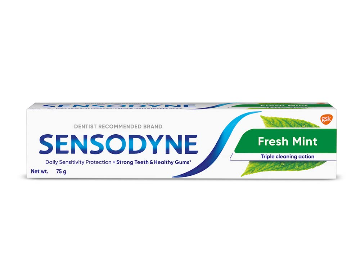 DENTIST RECOMMENDED BRAND
SENSODYNE
Daily Sensitivity Protection + Strong Teeth & Healthy Gums*
Net wt. 75 g
Fresh Mint
Triple cleaning action